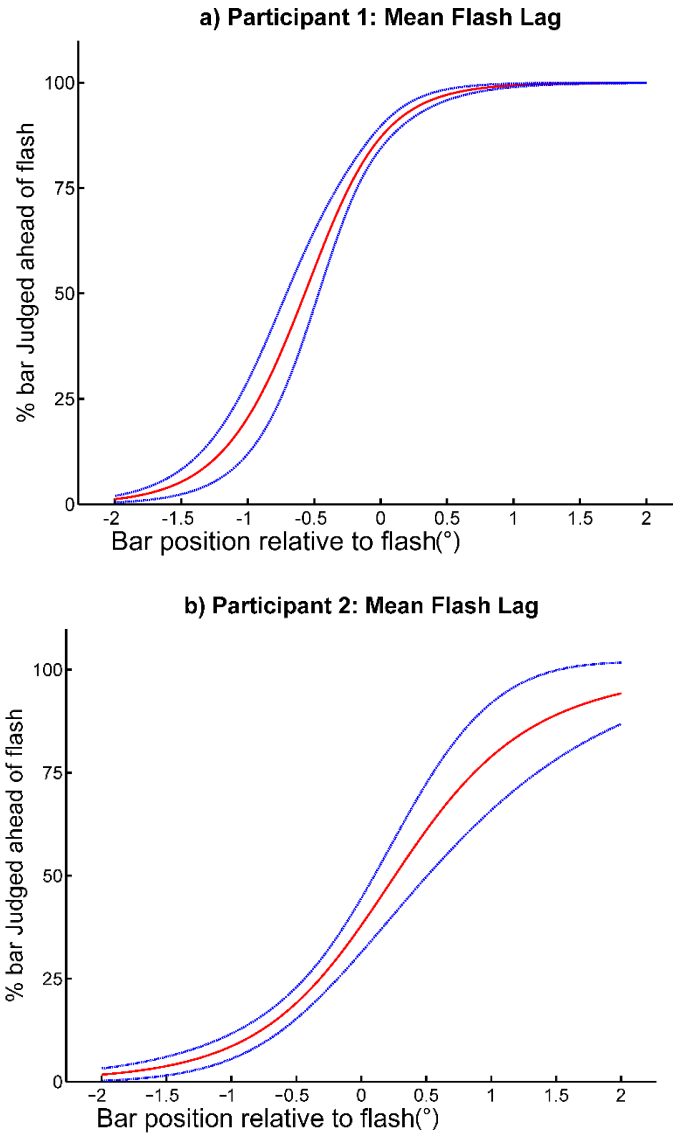 a) Participant 1: Mean Flash Lag
100
75
50
25
0
% bar Judged ahead of flash
-2 -1.5 -1 -0.5 0 0.5 1 1.5 2
Bar position relative to flash(°)
b) Participant 2: Mean Flash Lag
100
75
50
25
0
% bar Judged ahead of flash
−2 −1.5 −1 −0.5 0 0.5 1 1.5 2
Bar position relative to flash(°)